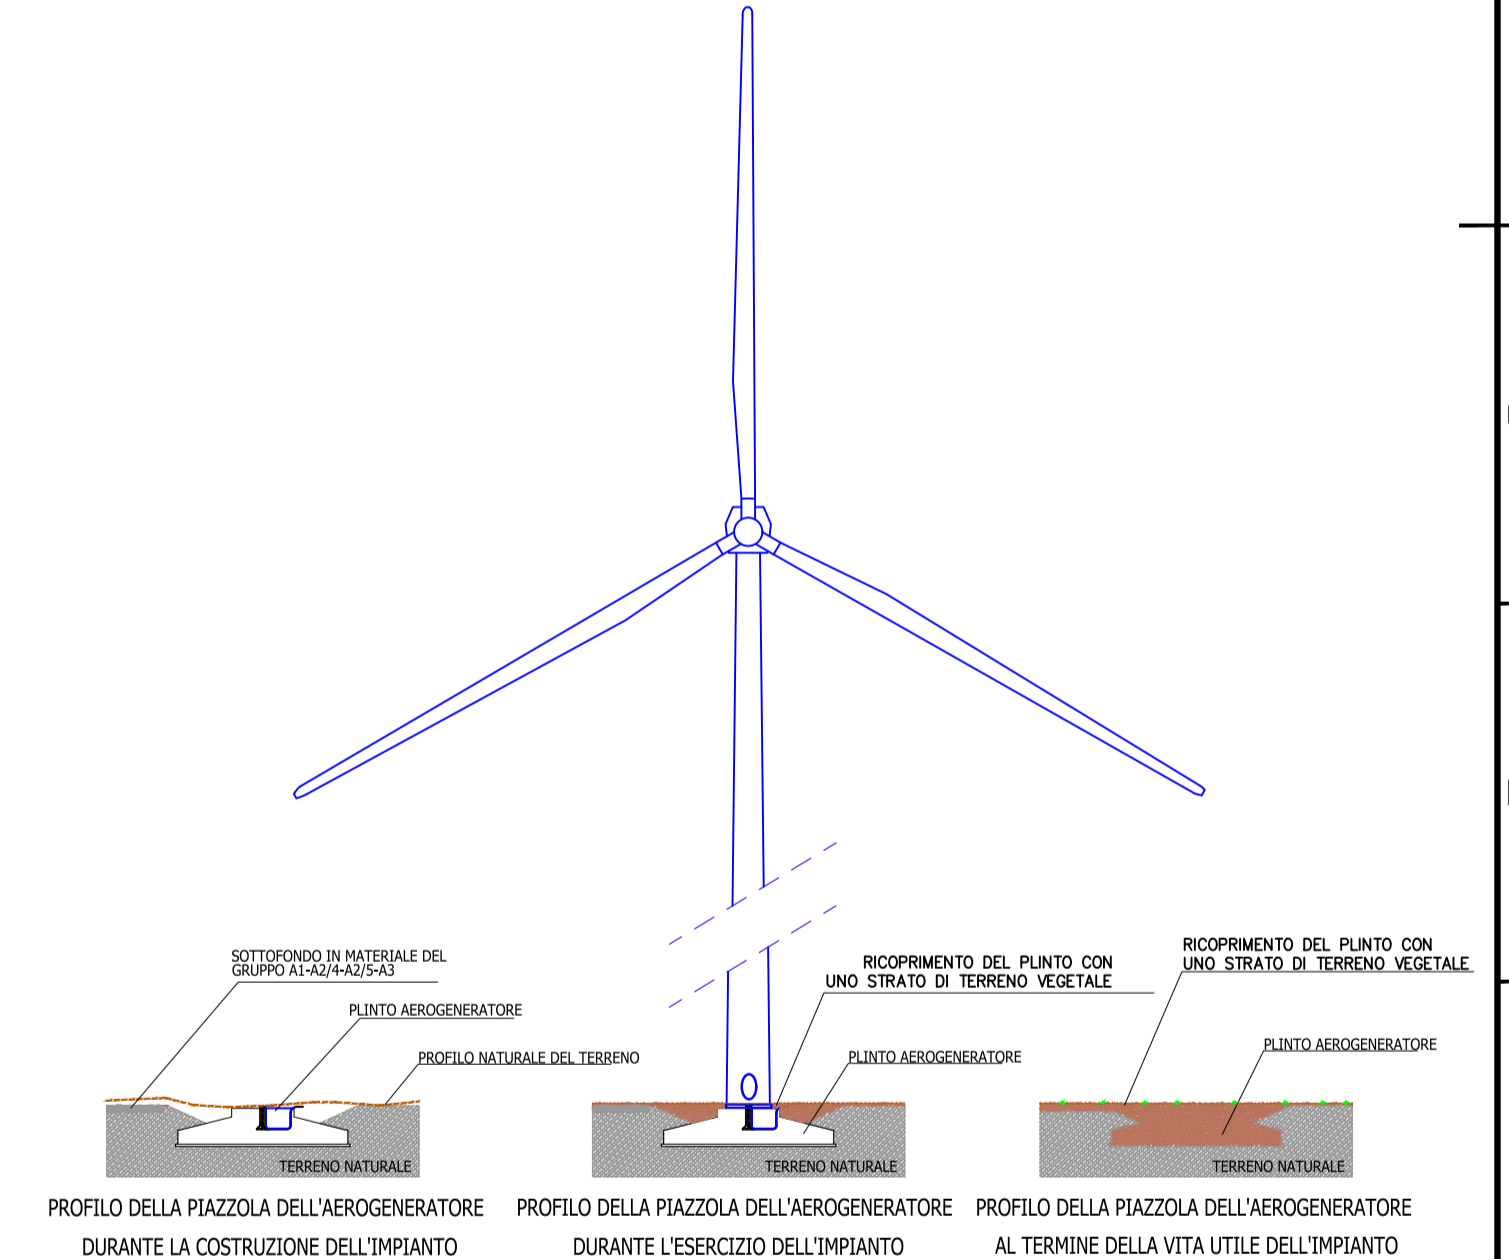 SOTTOFONDO IN MATERIALE DEL
GRUPPO A1-A2/4-A2/5-A3
PLINTO AEROGENERATORE
PROFILO NATURALE DEL TERRENO
TERRENO NATURALE
PROFILO DELLA PIAZZOLA DELL'AEROGENERATORE
DURANTE LA COSTRUZIONE DELL'IMPIANTO
RICOPRIMENTO DEL PLINTO CON
UNO STRATO DI TERRENO VEGETALE
PLINTO AEROGENERATORE
TERRENO NATURALE
PROFILO DELLA PIAZZOLA DELL'AEROGENERATORE
DURANTE L'ESERCIZIO DELL'IMPIANTO
RICOPRIMENTO DEL PLINTO CON
UNO STRATO DI TERRENO VEGETALE
PLINTO AEROGENERATORE
TERRENO NATURALE
PROFILO DELLA PIAZZOLA DELL'AEROGENERATORE
AL TERMINE DELLA VITA UTILE DELL'IMPIANTO